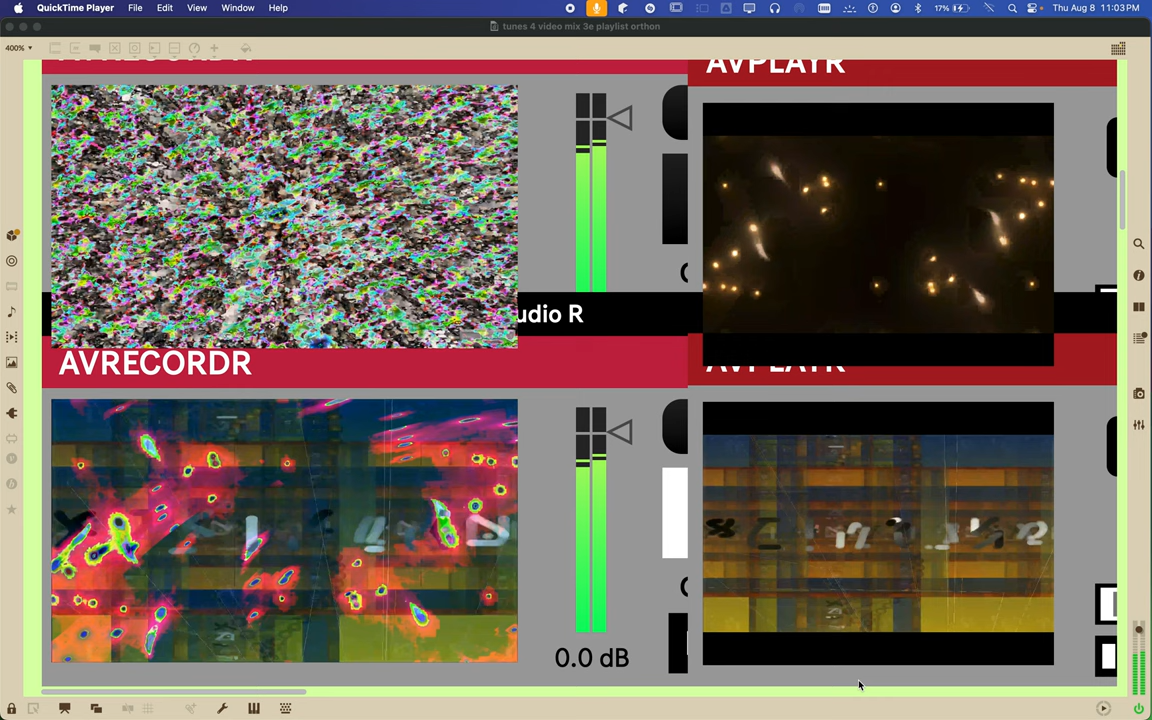 QuickTime Player File Edit View Window Help 17% Thu Aug 8 11:03 PM
tunes 4 video mix 3e playlist orthon
400%
AVPLAYR
udio R
AVRECORDR
0.0 dB